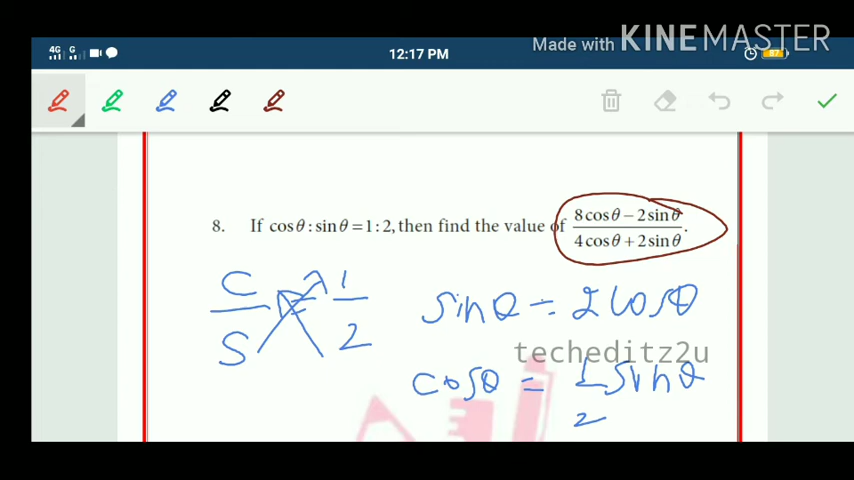 4G G 12:17 PM Made with KINEMASTER 87
8. If cosθ : sinθ = 1 : 2, then find the value of (8cosθ − 2sinθ)/(4cosθ + 2sinθ).
C/S = 1/2
sinθ = 2cosθ
techeditz2u
cosθ = 1/2 sinθ